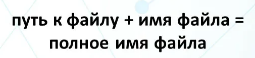 путь к файлу + имя файла =
полное имя файла